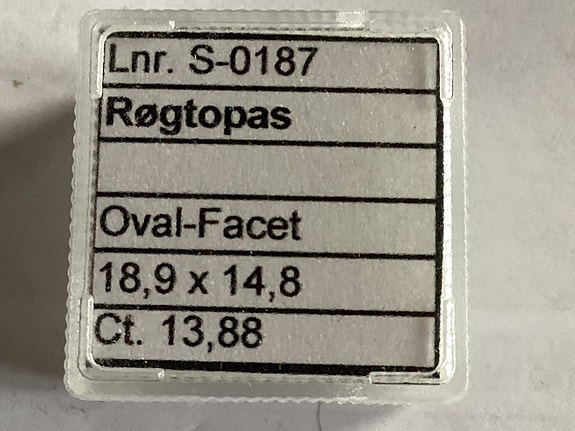 Lnr. S-0187
Røgtopas
Oval-Facet
18,9 x 14,8
Ct. 13,88